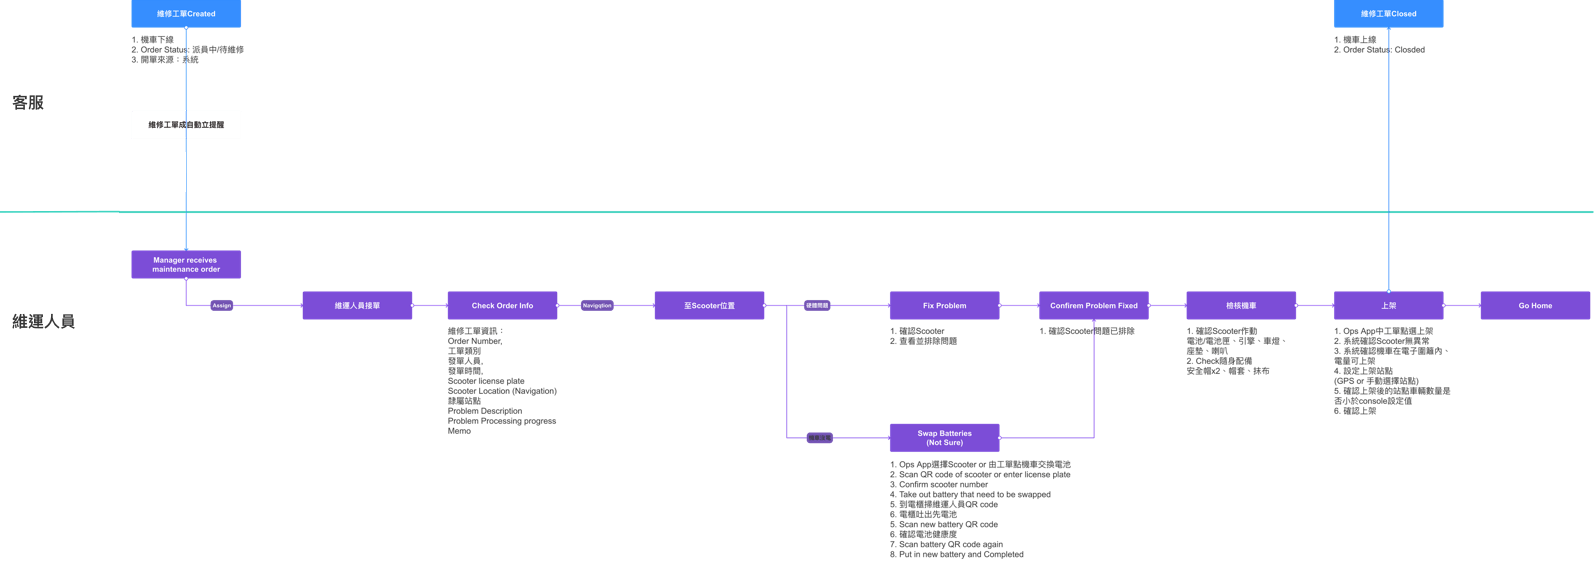 維修工單Created
1. 機車下線
2. Order Status: 派員中/待維修
3. 開單來源：系統
客服
維修工單成自動立提醒
維修工單Closed
1. 機車上線
2. Order Status: Closded
維運人員
Manager receives
maintenance order
Assign
維運人員接單
Check Order Info
維修工單資訊：
Order Number,
工單類別
發單人員,
發單時間,
Scooter license plate
Scooter Location (Navigation)
隸屬站點
Problem Description
Problem Processing progress
Memo
Navigqtion
至Scooter位置
硬體問題
Fix Problem
1. 確認Scooter
2. 查看並排除問題
Swap Batteries
(Not Sure)
1. Ops App選擇Scooter or 由工單點機車交換電池
2. Scan QR code of scooter or enter license plate
3. Confirm scooter number
4. Take out battery that need to be swapped
5. 到電櫃掃維運人員QR code
6. 電櫃吐出先電池
5. Scan new battery QR code
6. 確認電池健康度
7. Scan battery QR code again
8. Put in new battery and Completed
Confirem Problem Fixed
1. 確認Scooter問題已排除
檢核機車
1. 確認Scooter作動
電池/電池匣、引擎、車燈、
座墊、喇叭
2. Check隨身配備
安全帽x2、帽套、抹布
上架
1. Ops App中工單點選上架
2. 系統確認Scooter無異常
3. 系統確認機車在電子圍籬內、
電量可上架
4. 設定上架站點
(GPS or 手動選擇站點)
5. 確認上架後的站點車輛數量是
否小於console設定值
6. 確認上架
Go Home